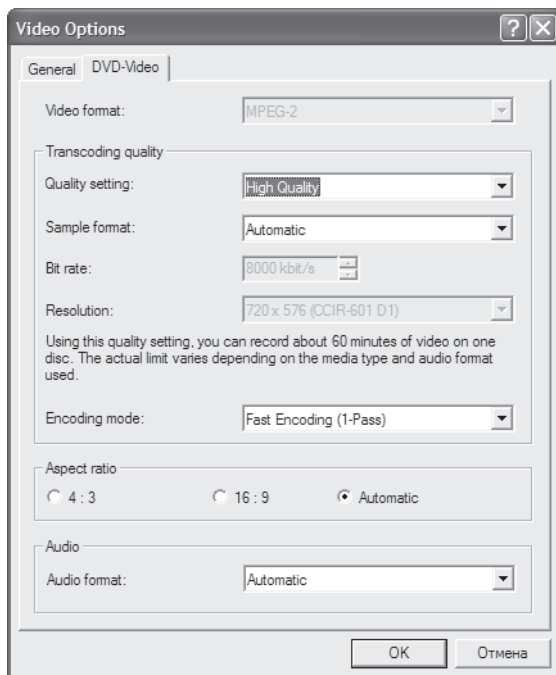 Video Options
General DVD-Video
Video format: MPEG-2
Transcoding quality
Quality setting: High Quality
Sample format: Automatic
Bit rate: 8000 kbit/s
Resolution: 720 x 576 (CCIR-601 D1)
Using this quality setting, you can record about 60 minutes of video on one
disc. The actual limit varies depending on the media type and audio format
used.
Encoding mode: Fast Encoding (1-Pass)
Aspect ratio
4 : 3 16 : 9 Automatic
Audio
Audio format: Automatic
OK Отмена